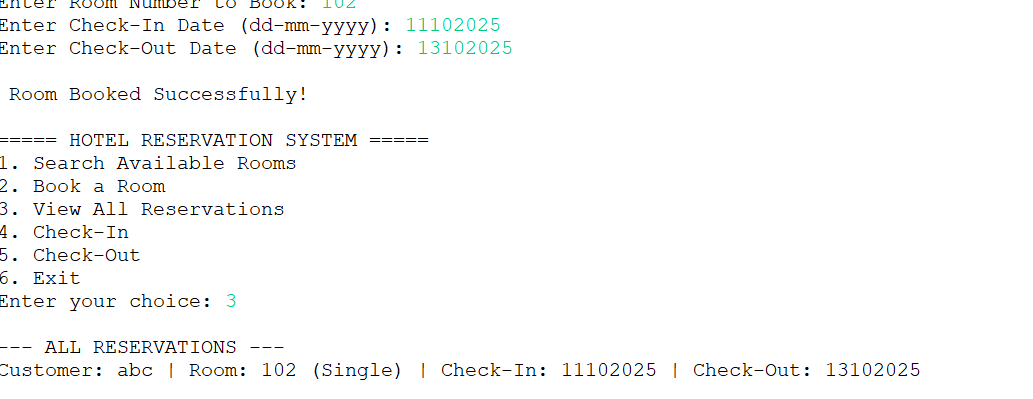 Enter Room Number to Book: 102
Enter Check-In Date (dd-mm-yyyy): 11102025
Enter Check-Out Date (dd-mm-yyyy): 13102025
Room Booked Successfully!
===== HOTEL RESERVATION SYSTEM =====
1. Search Available Rooms
2. Book a Room
3. View All Reservations
4. Check-In
5. Check-Out
6. Exit
Enter your choice: 3
--- ALL RESERVATIONS ---
Customer: abc | Room: 102 (Single) | Check-In: 11102025 | Check-Out: 13102025